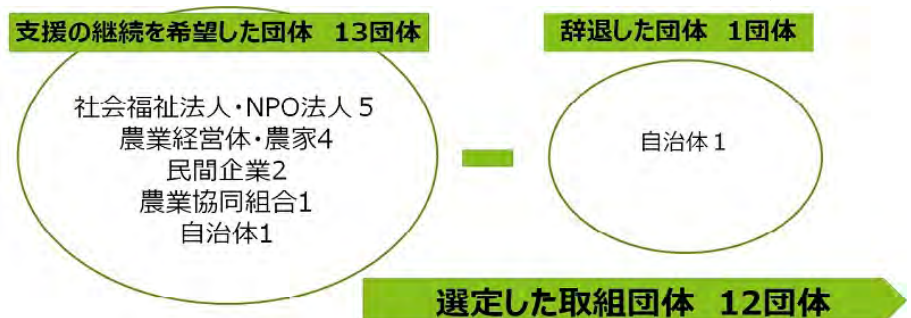 支援の継続を希望した団体 13団体
社会福祉法人・NPO法人５
農業経営体・農家4
民間企業2
農業協同組合1
自治体1
辞退した団体 1団体
自治体１
選定した取組団体 12団体